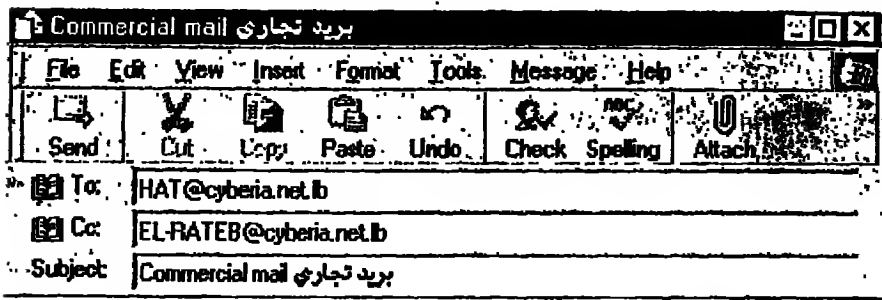 Commercial mail بريد تجاري
File Edit View Insert Format Tools Message Help
Send Cut Copy Paste Undo Check Spelling Attach
To: HAT@cyberia.net.lb
Cc: EL-RATEB@cyberia.net.lb
Subject: Commercial mail بريد تجاري